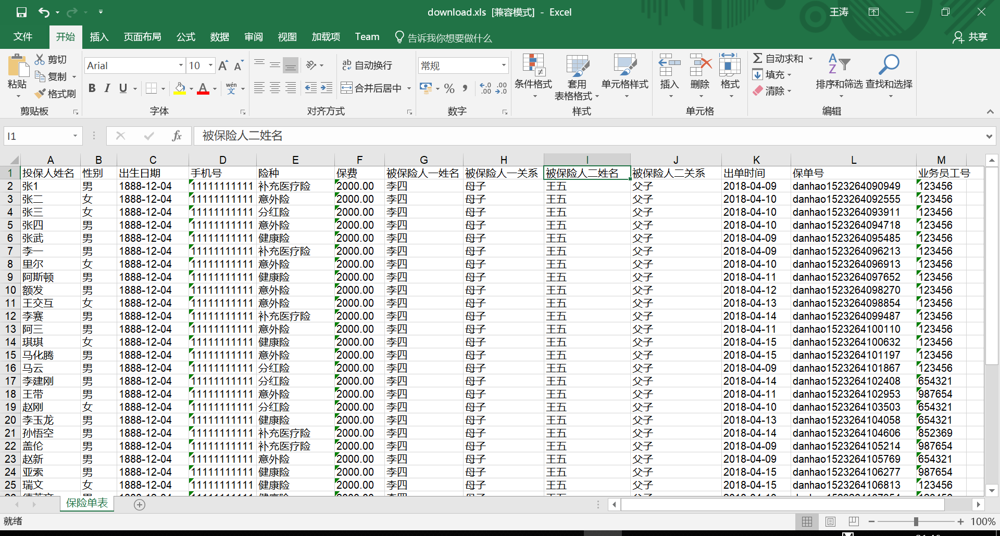 download.xls [兼容模式] - Excel
王涛
文件 开始 插入 页面布局 公式 数据 审阅 视图 加载项 Team 告诉我你想要做什么 共享
粘贴 剪切 复制 格式刷 剪贴板
Arial 10 A A B I U A wén 文 字体
ab c 自动换行 合并后居中 对齐方式
常规 % , ←.0 .00 .00 →.0 数字
条件格式 套用 表格格式 单元格样式 样式
插入 删除 格式 单元格
Σ 自动求和 填充 清除 A Z 排序和筛选 查找和选择 编辑
I1 fx 被保险人二姓名
A B C D E F G H I J K L M
1 投保人姓名 性别 出生日期 手机号 险种 保费 被保险人一姓名 被保险人一关系 被保险人二姓名 被保险人二关系 出单时间 保单号 业务员工号
2 张1 男 1888-12-04 11111111111 补充医疗险 2000.00 李四 母子 王五 父子 2018-04-09 danhao1523264090949 123456
3 张二 女 1888-12-04 11111111111 意外险 2000.00 李四 母子 王五 父子 2018-04-10 danhao1523264092555 123456
4 张三 女 1888-12-04 11111111111 分红险 2000.00 李四 母子 王五 父子 2018-04-10 danhao1523264093911 123456
5 张四 男 1888-12-04 11111111111 意外险 2000.00 李四 母子 王五 父子 2018-04-10 danhao1523264094718 123456
6 张武 男 1888-12-04 11111111111 健康险 2000.00 李四 母子 王五 父子 2018-04-09 danhao1523264095485 123456
7 李一 男 1888-12-04 11111111111 补充医疗险 2000.00 李四 母子 王五 父子 2018-04-09 danhao1523264096213 123456
8 里尔 女 1888-12-04 11111111111 意外险 2000.00 李四 母子 王五 父子 2018-04-10 danhao1523264096913 123456
9 阿斯顿 男 1888-12-04 11111111111 健康险 2000.00 李四 母子 王五 父子 2018-04-11 danhao1523264097652 123456
10 额发 男 1888-12-04 11111111111 意外险 2000.00 李四 母子 王五 父子 2018-04-12 danhao1523264098270 123456
11 王交互 女 1888-12-04 11111111111 意外险 2000.00 李四 母子 王五 父子 2018-04-13 danhao1523264098854 123456
12 李赛 男 1888-12-04 11111111111 补充医疗险 2000.00 李四 母子 王五 父子 2018-04-14 danhao1523264099487 123456
13 阿三 男 1888-12-04 11111111111 意外险 2000.00 李四 母子 王五 父子 2018-04-11 danhao1523264100110 123456
14 琪琪 女 1888-12-04 11111111111 健康险 2000.00 李四 母子 王五 父子 2018-04-15 danhao1523264100632 123456
15 马化腾 男 1888-12-04 11111111111 意外险 2000.00 李四 母子 王五 父子 2018-04-15 danhao1523264101197 123456
16 马云 男 1888-12-04 11111111111 分红险 2000.00 李四 母子 王五 父子 2018-04-09 danhao1523264101867 123456
17 李建刚 男 1888-12-04 11111111111 分红险 2000.00 李四 母子 王五 父子 2018-04-14 danhao1523264102408 654321
18 王带 男 1888-12-04 11111111111 意外险 2000.00 李四 母子 王五 父子 2018-04-11 danhao1523264102953 987654
19 赵刚 女 1888-12-04 11111111111 分红险 2000.00 李四 母子 王五 父子 2018-04-10 danhao1523264103503 654321
20 李玉龙 男 1888-12-04 11111111111 健康险 2000.00 李四 母子 王五 父子 2018-04-13 danhao1523264104058 654321
21 孙悟空 男 1888-12-04 11111111111 补充医疗险 2000.00 李四 母子 王五 父子 2018-04-14 danhao1523264104606 852369
22 盖伦 男 1888-12-04 11111111111 补充医疗险 2000.00 李四 母子 王五 父子 2018-04-09 danhao1523264105214 987654
23 赵新 男 1888-12-04 11111111111 意外险 2000.00 李四 母子 王五 父子 2018-04-09 danhao1523264105769 654321
24 亚索 男 1888-12-04 11111111111 健康险 2000.00 李四 母子 王五 父子 2018-04-15 danhao1523264106277 987654
25 瑞文 女 1888-12-04 11111111111 健康险 2000.00 李四 母子 王五 父子 2018-04-15 danhao1523264106813 123456
保险单表
就绪 100%